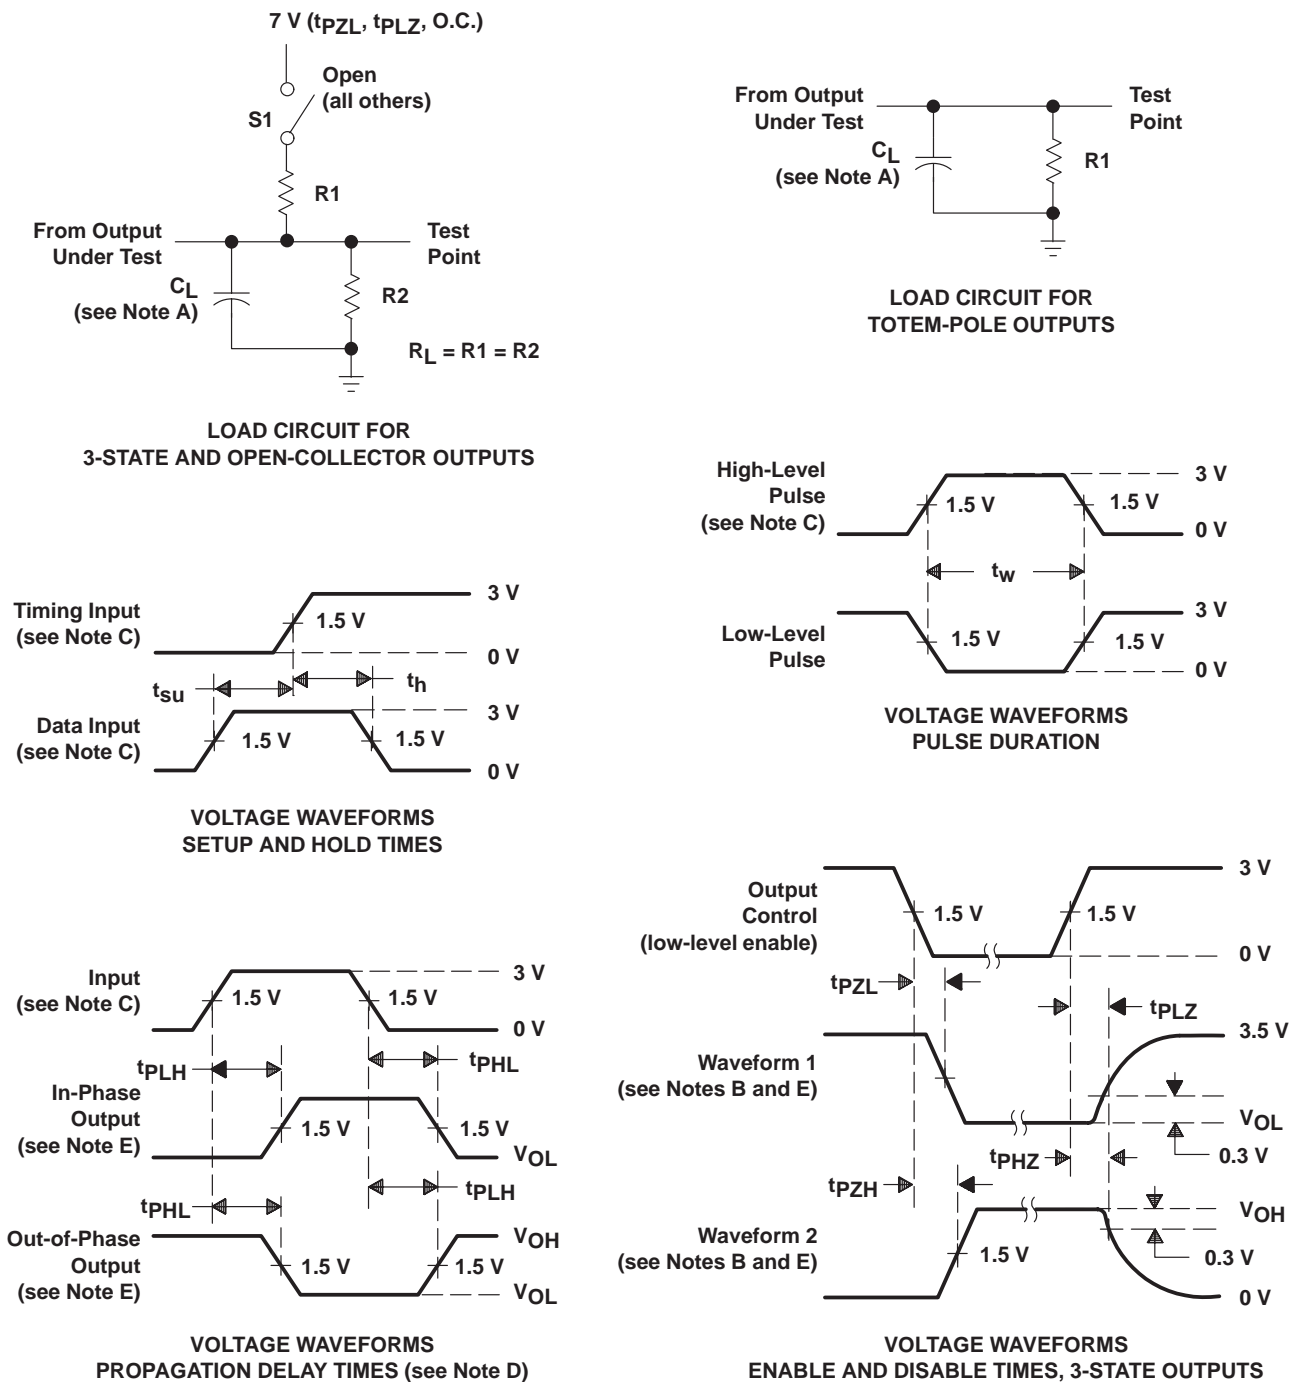 7 V (tPZL, tPLZ, O.C.)
Open
(all others)
S1
R1
From Output
Under Test
Test
Point
CL
(see Note A)
R2
RL = R1 = R2
LOAD CIRCUIT FOR
3-STATE AND OPEN-COLLECTOR OUTPUTS
From Output
Under Test
Test
Point
CL
(see Note A)
R1
LOAD CIRCUIT FOR
TOTEM-POLE OUTPUTS
High-Level
Pulse
(see Note C)
1.5 V
1.5 V
3 V
0 V
tw
Low-Level
Pulse
1.5 V
1.5 V
3 V
0 V
VOLTAGE WAVEFORMS
PULSE DURATION
Timing Input
(see Note C)
1.5 V
3 V
0 V
tsu
th
Data Input
(see Note C)
1.5 V
1.5 V
3 V
0 V
VOLTAGE WAVEFORMS
SETUP AND HOLD TIMES
Input
(see Note C)
1.5 V
1.5 V
3 V
0 V
tPLH
tPHL
In-Phase
Output
(see Note E)
1.5 V
1.5 V
VOL
tPHL
tPLH
Out-of-Phase
Output
(see Note E)
1.5 V
1.5 V
VOH
VOL
VOLTAGE WAVEFORMS
PROPAGATION DELAY TIMES (see Note D)
Output
Control
(low-level enable)
1.5 V
1.5 V
3 V
0 V
tPZL
tPLZ
Waveform 1
(see Notes B and E)
3.5 V
VOL
0.3 V
tPHZ
tPZH
Waveform 2
(see Notes B and E)
1.5 V
VOH
0.3 V
0 V
VOLTAGE WAVEFORMS
ENABLE AND DISABLE TIMES, 3-STATE OUTPUTS